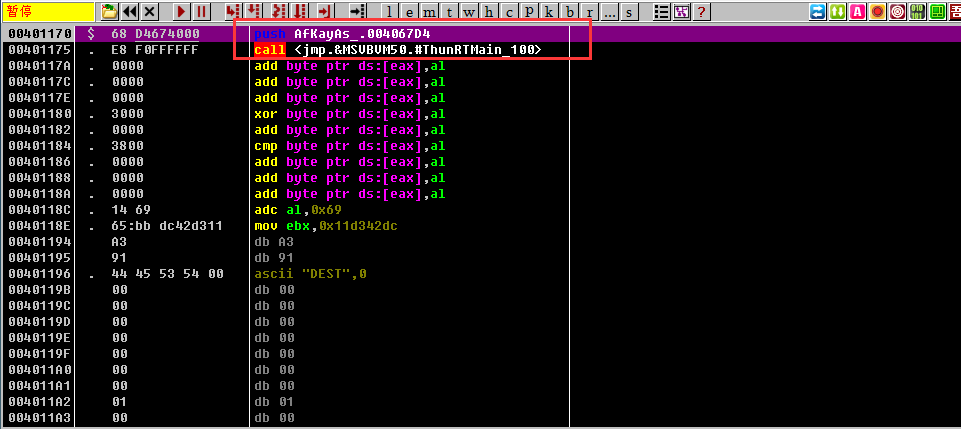 暂停 l e m t w h c p k b r ... s ?
00401170 $ 68 D4674000 push AfKayAs_.004067D4
00401175 . E8 F0FFFFFF call <jmp.&MSVBVM50.#ThunRTMain_100>
0040117A . 0000 add byte ptr ds:[eax],al
0040117C . 0000 add byte ptr ds:[eax],al
0040117E . 0000 add byte ptr ds:[eax],al
00401180 . 3000 xor byte ptr ds:[eax],al
00401182 . 0000 add byte ptr ds:[eax],al
00401184 . 3800 cmp byte ptr ds:[eax],al
00401186 . 0000 add byte ptr ds:[eax],al
00401188 . 0000 add byte ptr ds:[eax],al
0040118A . 0000 add byte ptr ds:[eax],al
0040118C . 14 69 adc al,0x69
0040118E . 65:bb dc42d311 mov ebx,0x11d342dc
00401194 A3 db A3
00401195 91 db 91
00401196 . 44 45 53 54 00 ascii "DEST",0
0040119B 00 db 00
0040119C 00 db 00
0040119D 00 db 00
0040119E 00 db 00
0040119F 00 db 00
004011A0 00 db 00
004011A1 00 db 00
004011A2 01 db 01
004011A3 00 db 00